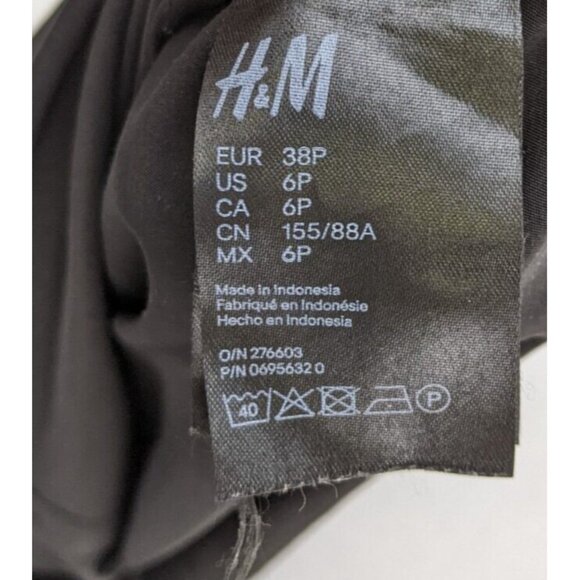 H&M
EUR 38P
US 6P
CA 6P
CN 155/88A
MX 6P
Made in Indonesia
Fabriqué en Indonésie
Hecho en Indonesia
O/N 276603
P/N 0695632 0
40 P